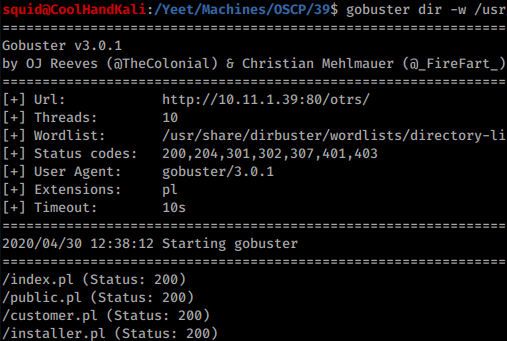 squid@CoolHandKali:/Yeet/Machines/OSCP/39$ gobuster dir -w /usr
===============================================================
Gobuster v3.0.1
by OJ Reeves (@TheColonial) & Christian Mehlmauer (@_FireFart_)
===============================================================
[+] Url:            http://10.11.1.39:80/otrs/
[+] Threads:        10
[+] Wordlist:       /usr/share/dirbuster/wordlists/directory-li
[+] Status codes:   200,204,301,302,307,401,403
[+] User Agent:     gobuster/3.0.1
[+] Extensions:     pl
[+] Timeout:        10s
===============================================================
2020/04/30 12:38:12 Starting gobuster
===============================================================
/index.pl (Status: 200)
/public.pl (Status: 200)
/customer.pl (Status: 200)
/installer.pl (Status: 200)